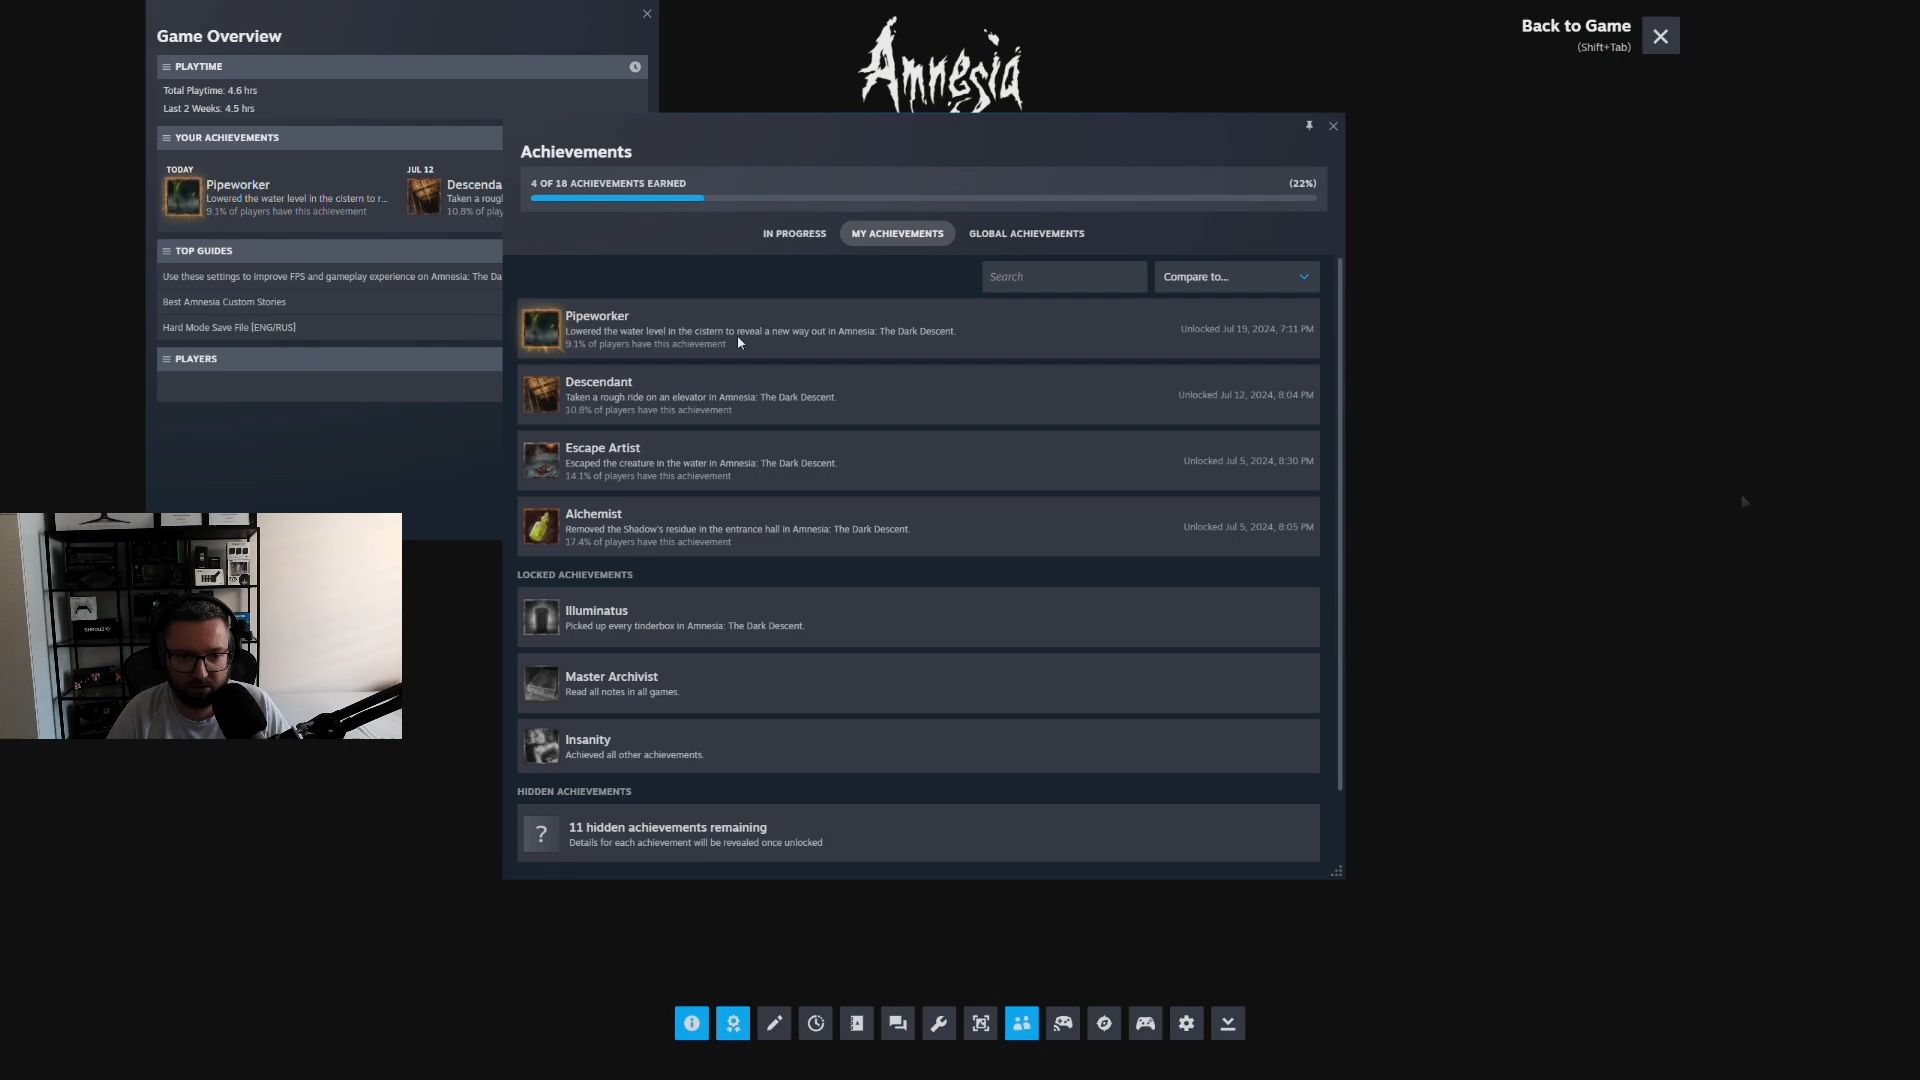 Game Overview
PLAYTIME
Total Playtime: 4.6 hrs
Last 2 Weeks: 4.5 hrs
YOUR ACHIEVEMENTS
TODAY
Pipeworker
Lowered the water level in the cistern to r...
9.1% of players have this achievement
JUL 12
Descenda
Taken a rough
10.8% of play
TOP GUIDES
Use these settings to improve FPS and gameplay experience on Amnesia: The Da
Best Amnesia Custom Stories
Hard Mode Save File [ENG/RUS]
PLAYERS
Amnesia
Back to Game
(Shift+Tab)
Achievements
4 OF 18 ACHIEVEMENTS EARNED
(22%)
IN PROGRESS
MY ACHIEVEMENTS
GLOBAL ACHIEVEMENTS
Search
Compare to...
Pipeworker
Lowered the water level in the cistern to reveal a new way out in Amnesia: The Dark Descent.
9.1% of players have this achievement
Unlocked Jul 19, 2024, 7:11 PM
Descendant
Taken a rough ride on an elevator in Amnesia: The Dark Descent.
10.8% of players have this achievement
Unlocked Jul 12, 2024, 8:04 PM
Escape Artist
Escaped the creature in the water in Amnesia: The Dark Descent.
14.1% of players have this achievement
Unlocked Jul 5, 2024, 8:30 PM
Alchemist
Removed the Shadow's residue in the entrance hall in Amnesia: The Dark Descent.
17.4% of players have this achievement
Unlocked Jul 5, 2024, 8:05 PM
LOCKED ACHIEVEMENTS
Illuminatus
Picked up every tinderbox in Amnesia: The Dark Descent.
Master Archivist
Read all notes in all games.
Insanity
Achieved all other achievements.
HIDDEN ACHIEVEMENTS
?
11 hidden achievements remaining
Details for each achievement will be revealed once unlocked